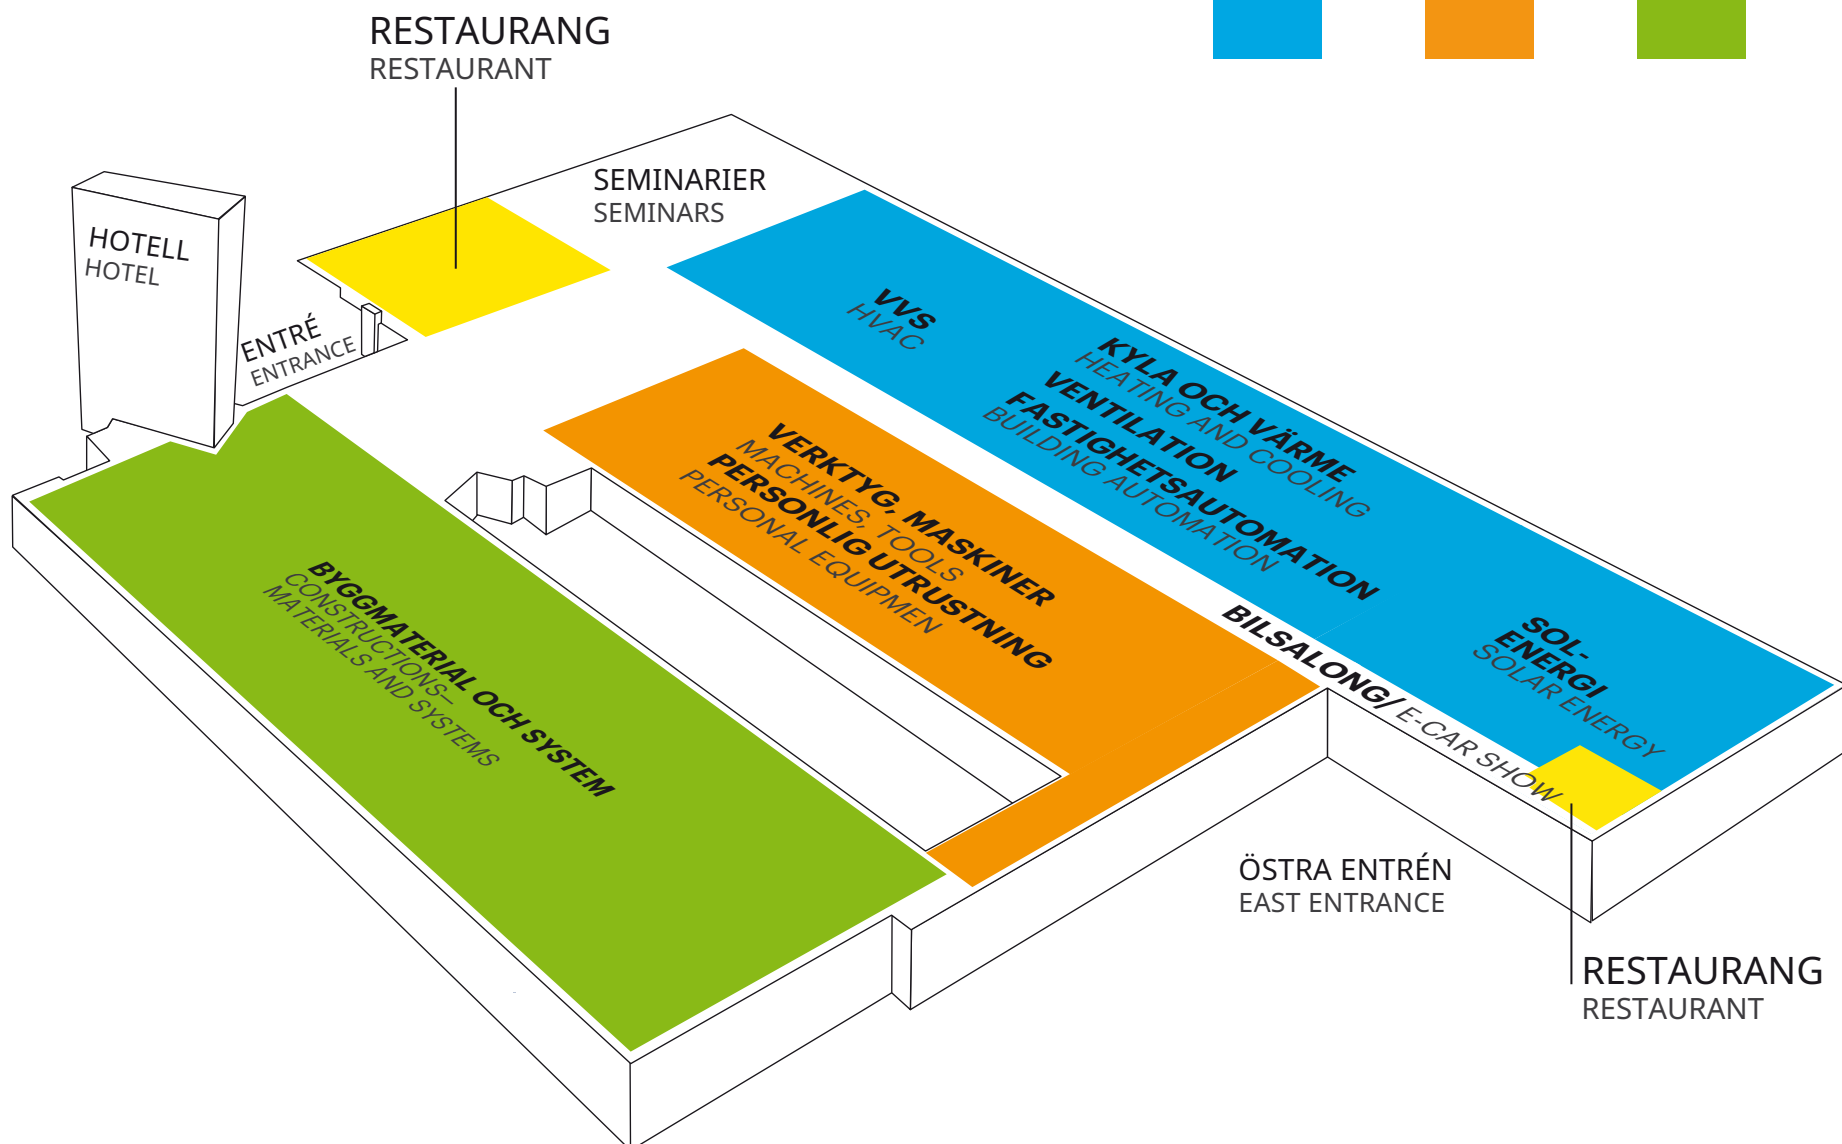 RESTAURANG
RESTAURANT
SEMINARIER
SEMINARS
HOTELL
HOTEL
ENTRÉ
ENTRANCE
VVS
HVAC
KYLA OCH VÄRME
HEATING AND COOLING
VENTILATION
FASTIGHETSAUTOMATION
BUILDING AUTOMATION
VERKTYG, MASKINER
MACHINES, TOOLS
PERSONLIG UTRUSTNING
PERSONAL EQUIPMEN
BYGGMATERIAL OCH SYSTEM
CONSTRUCTIONS–
MATERIALS AND SYSTEMS
SOL-
ENERGI
SOLAR ENERGY
BILSALONG/ E-CAR SHOW
ÖSTRA ENTRÉN
EAST ENTRANCE
RESTAURANG
RESTAURANT